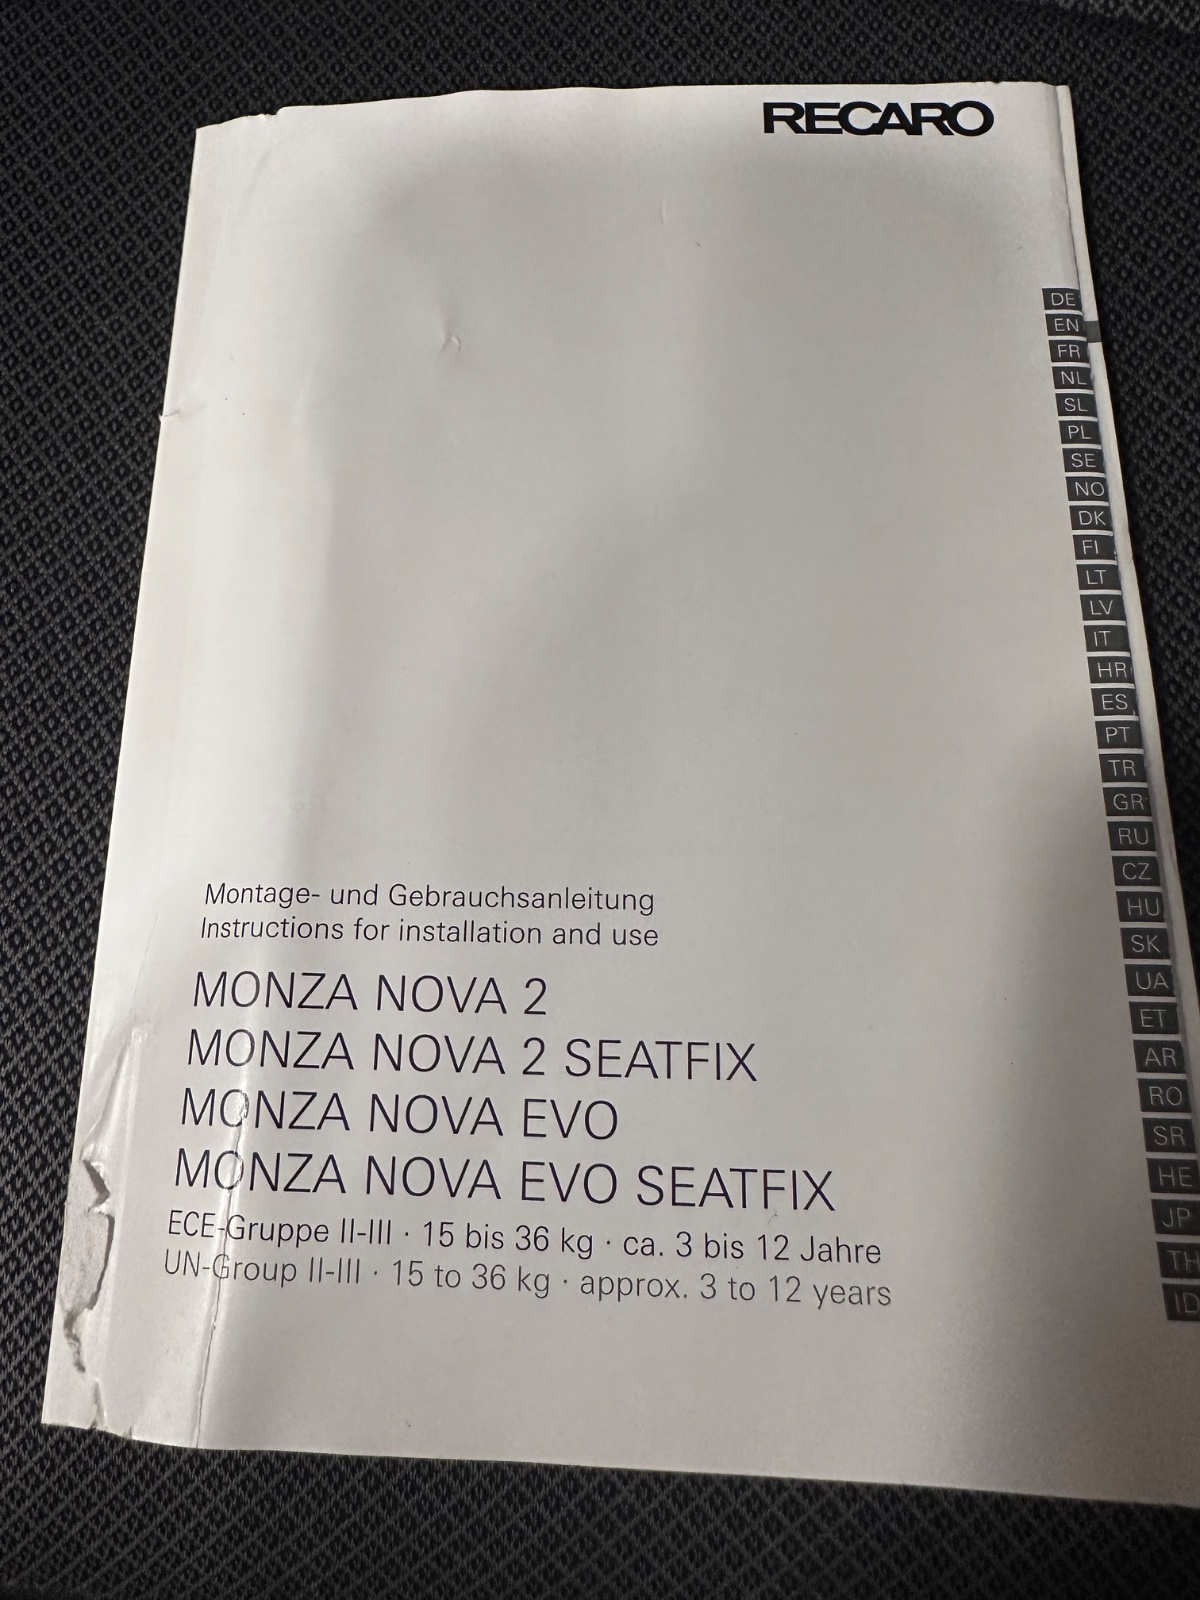 RECARO
DE
EN
FR
NL
SL
PL
SE
NO
DK
FI
LT
LV
IT
HR
ES
PT
TR
GR
RU
CZ
HU
SK
UA
ET
AR
RO
SR
HE
JP
TH
ID
Montage- und Gebrauchsanleitung
Instructions for installation and use
MONZA NOVA 2
MONZA NOVA 2 SEATFIX
MONZA NOVA EVO
MONZA NOVA EVO SEATFIX
ECE-Gruppe II-III · 15 bis 36 kg · ca. 3 bis 12 Jahre
UN-Group II-III · 15 to 36 kg · approx. 3 to 12 years